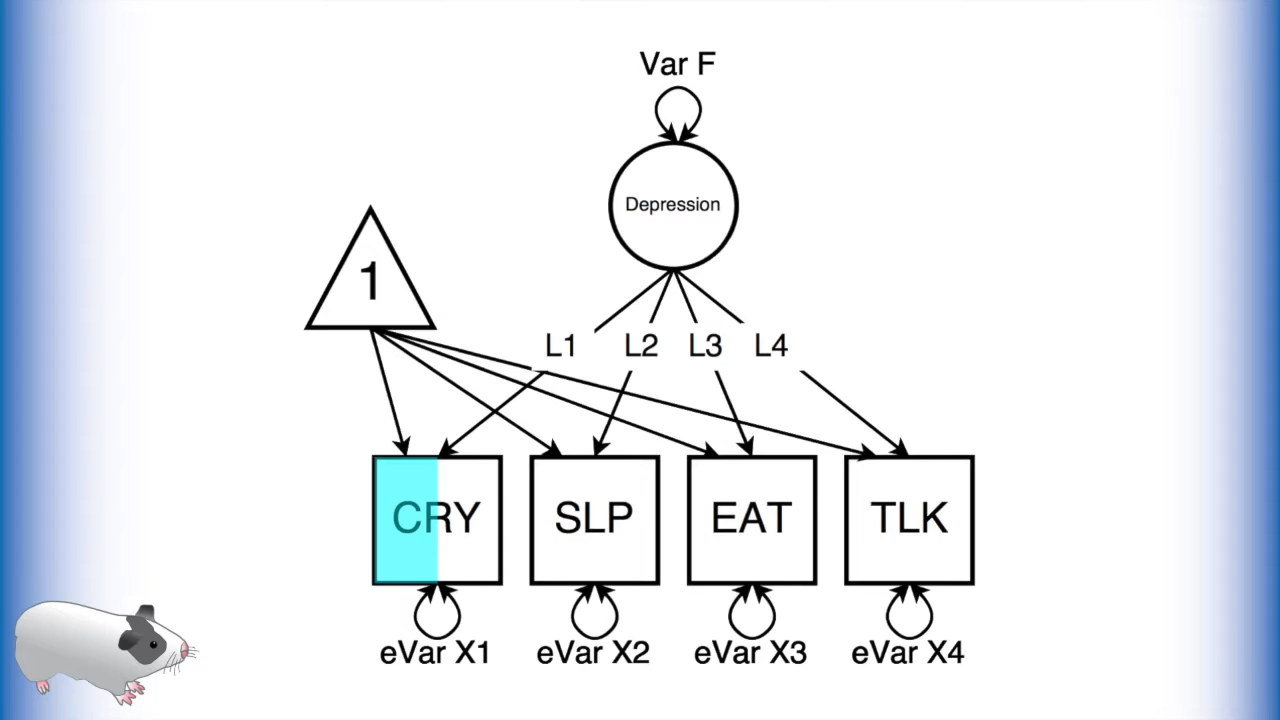 Var F
Depression
1
L1 L2 L3 L4
CRY SLP EAT TLK
eVar X1 eVar X2 eVar X3 eVar X4